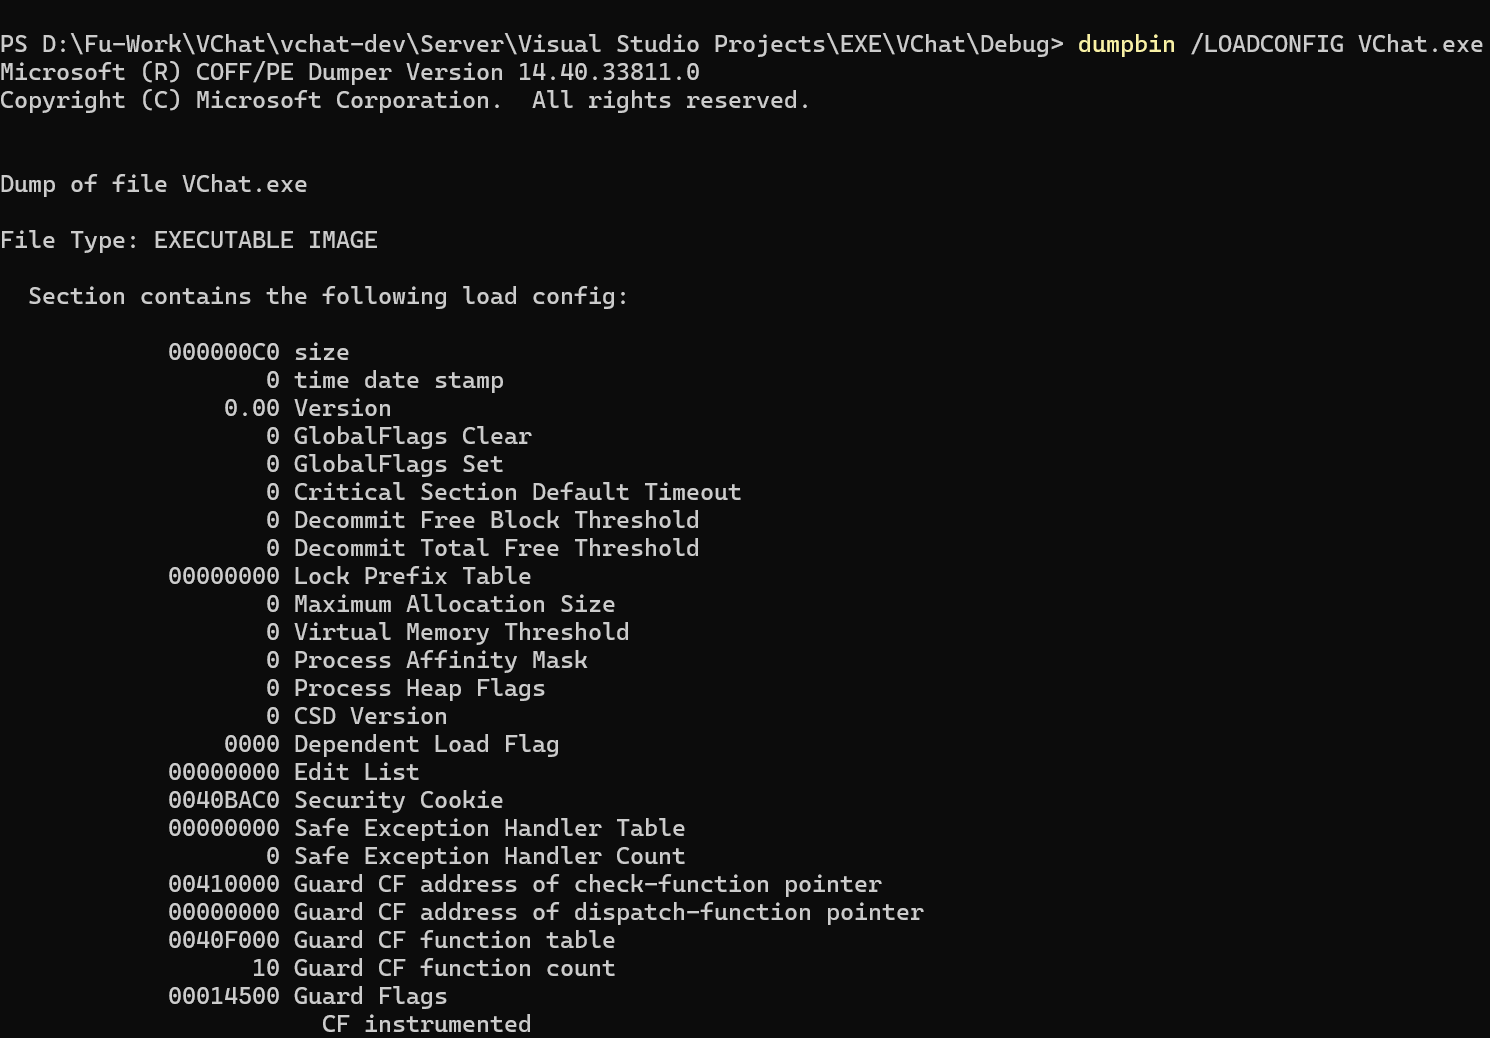 PS D:\Fu-Work\VChat\vchat-dev\Server\Visual Studio Projects\EXE\VChat\Debug> dumpbin /LOADCONFIG VChat.exe
Microsoft (R) COFF/PE Dumper Version 14.40.33811.0
Copyright (C) Microsoft Corporation.  All rights reserved.
Dump of file VChat.exe
File Type: EXECUTABLE IMAGE
Section contains the following load config:
000000C0 size
0 time date stamp
0.00 Version
0 GlobalFlags Clear
0 GlobalFlags Set
0 Critical Section Default Timeout
0 Decommit Free Block Threshold
0 Decommit Total Free Threshold
00000000 Lock Prefix Table
0 Maximum Allocation Size
0 Virtual Memory Threshold
0 Process Affinity Mask
0 Process Heap Flags
0 CSD Version
0000 Dependent Load Flag
00000000 Edit List
0040BAC0 Security Cookie
00000000 Safe Exception Handler Table
0 Safe Exception Handler Count
00410000 Guard CF address of check-function pointer
00000000 Guard CF address of dispatch-function pointer
0040F000 Guard CF function table
10 Guard CF function count
00014500 Guard Flags
CF instrumented